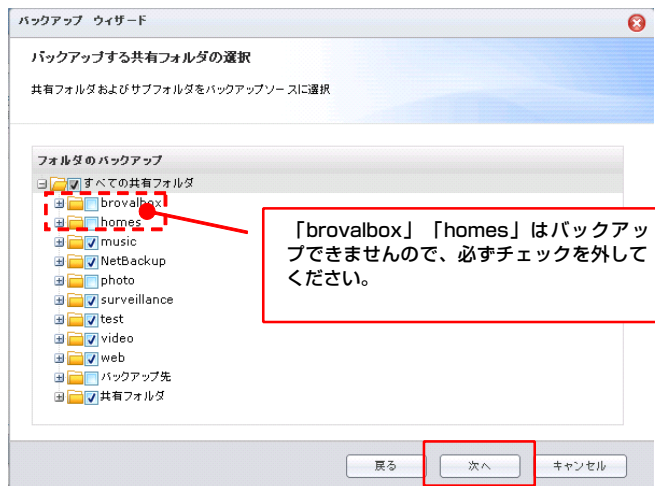 バックアップ ウィザード
バックアップする共有フォルダの選択
共有フォルダおよびサブフォルダをバックアップソースに選択
フォルダのバックアップ
すべての共有フォルダ
brovalbox
homes
music
NetBackup
photo
surveillance
test
video
web
バックアップ先
共有フォルダ
「brovalbox」「homes」はバックアッ
プできませんので、必ずチェックを外して
ください。
戻る
次へ
キャンセル